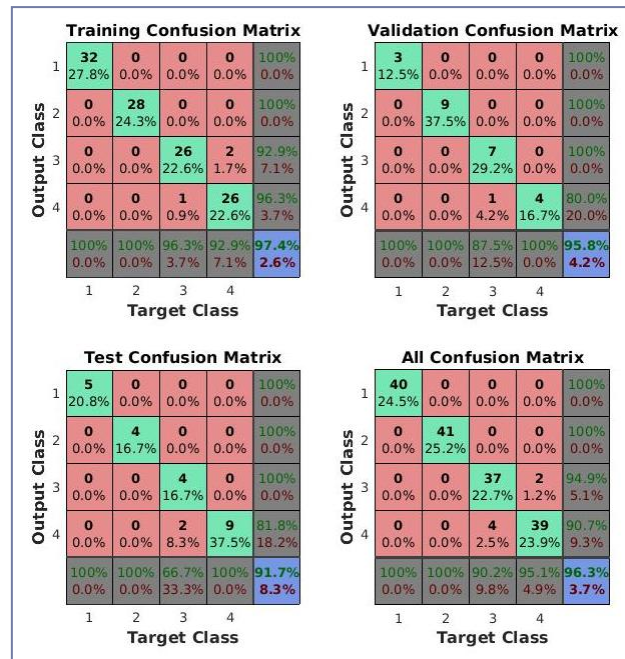 Training Confusion Matrix
Output Class
1
32 0 0 0 100%
27.8% 0.0% 0.0% 0.0% 0.0%
2
0 28 0 0 100%
0.0% 24.3% 0.0% 0.0% 0.0%
3
0 0 26 2 92.9%
0.0% 0.0% 22.6% 1.7% 7.1%
4
0 0 1 26 96.3%
0.0% 0.0% 0.9% 22.6% 3.7%
100% 100% 96.3% 92.9% 97.4%
0.0% 0.0% 3.7% 7.1% 2.6%
1 2 3 4
Target Class
Validation Confusion Matrix
Output Class
1
3 0 0 0 100%
12.5% 0.0% 0.0% 0.0% 0.0%
2
0 9 0 0 100%
0.0% 37.5% 0.0% 0.0% 0.0%
3
0 0 7 0 100%
0.0% 0.0% 29.2% 0.0% 0.0%
4
0 0 1 4 80.0%
0.0% 0.0% 4.2% 16.7% 20.0%
100% 100% 87.5% 100% 95.8%
0.0% 0.0% 12.5% 0.0% 4.2%
1 2 3 4
Target Class
Test Confusion Matrix
Output Class
1
5 0 0 0 100%
20.8% 0.0% 0.0% 0.0% 0.0%
2
0 4 0 0 100%
0.0% 16.7% 0.0% 0.0% 0.0%
3
0 0 4 0 100%
0.0% 0.0% 16.7% 0.0% 0.0%
4
0 0 2 9 81.8%
0.0% 0.0% 8.3% 37.5% 18.2%
100% 100% 66.7% 100% 91.7%
0.0% 0.0% 33.3% 0.0% 8.3%
1 2 3 4
Target Class
All Confusion Matrix
Output Class
1
40 0 0 0 100%
24.5% 0.0% 0.0% 0.0% 0.0%
2
0 41 0 0 100%
0.0% 25.2% 0.0% 0.0% 0.0%
3
0 0 37 2 94.9%
0.0% 0.0% 22.7% 1.2% 5.1%
4
0 0 4 39 90.7%
0.0% 0.0% 2.5% 23.9% 9.3%
100% 100% 90.2% 95.1% 96.3%
0.0% 0.0% 9.8% 4.9% 3.7%
1 2 3 4
Target Class